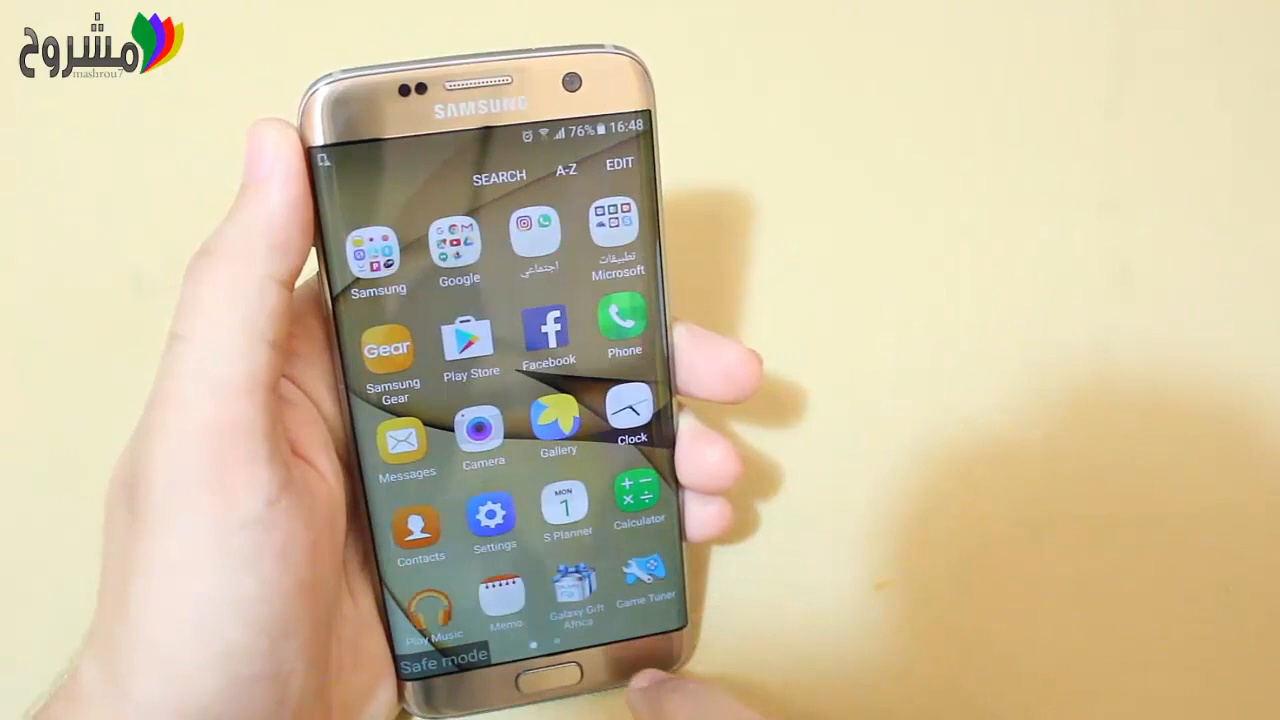 مشروح
mashrou7
SAMSUNG
76% 16:48
SEARCH A-Z EDIT
Samsung
Google
اجتماعي
تطبيقات
Microsoft
Gear
Samsung
Gear
Play Store
Facebook
Phone
Messages
Camera
Gallery
Clock
Contacts
Settings
MON
1
S Planner
Calculator
Play Music
Memo
Galaxy Gift
Africa
Game Tuner
Safe mode